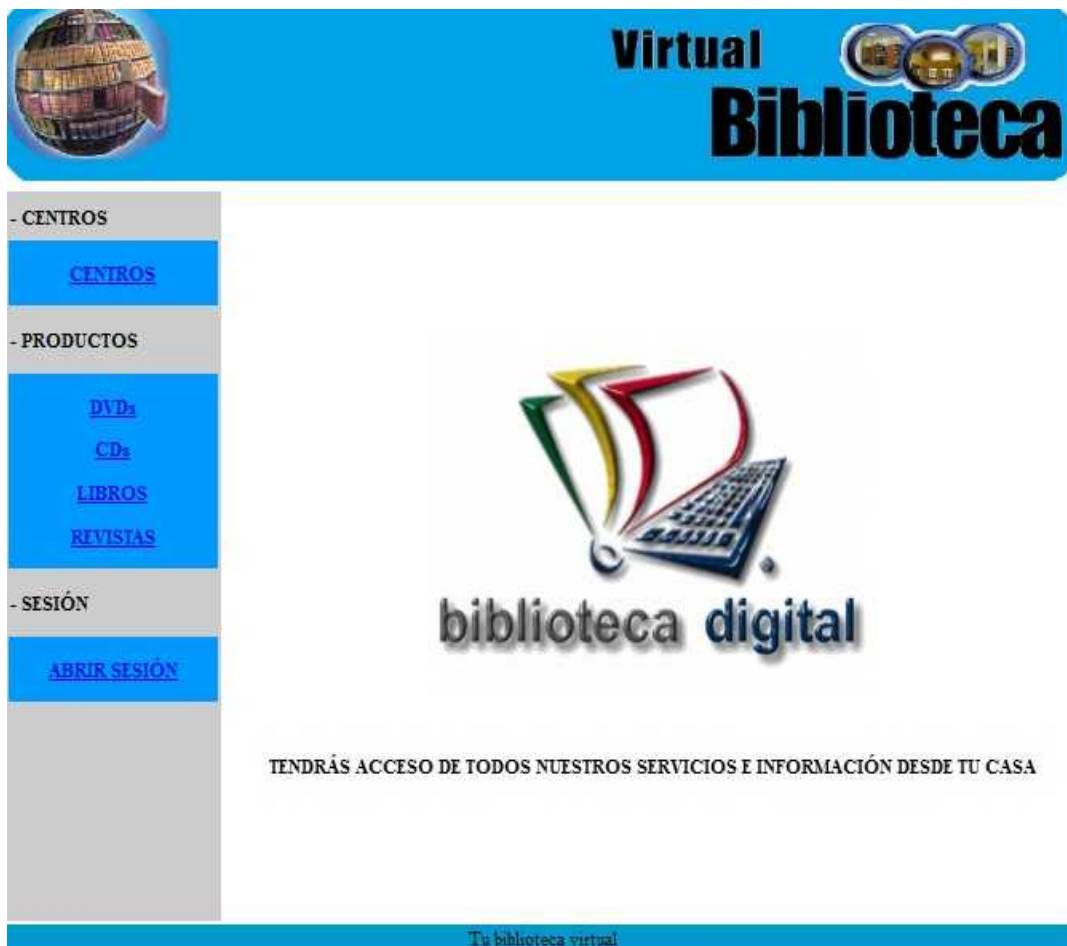 Virtual
Biblioteca
- CENTROS
CENTROS
- PRODUCTOS
DVDs
CDs
LIBROS
REVISTAS
- SESIÓN
ABRIR SESIÓN
biblioteca digital
TENDRÁS ACCESO DE TODOS NUESTROS SERVICIOS E INFORMACIÓN DESDE TU CASA
Tu biblioteca virtual